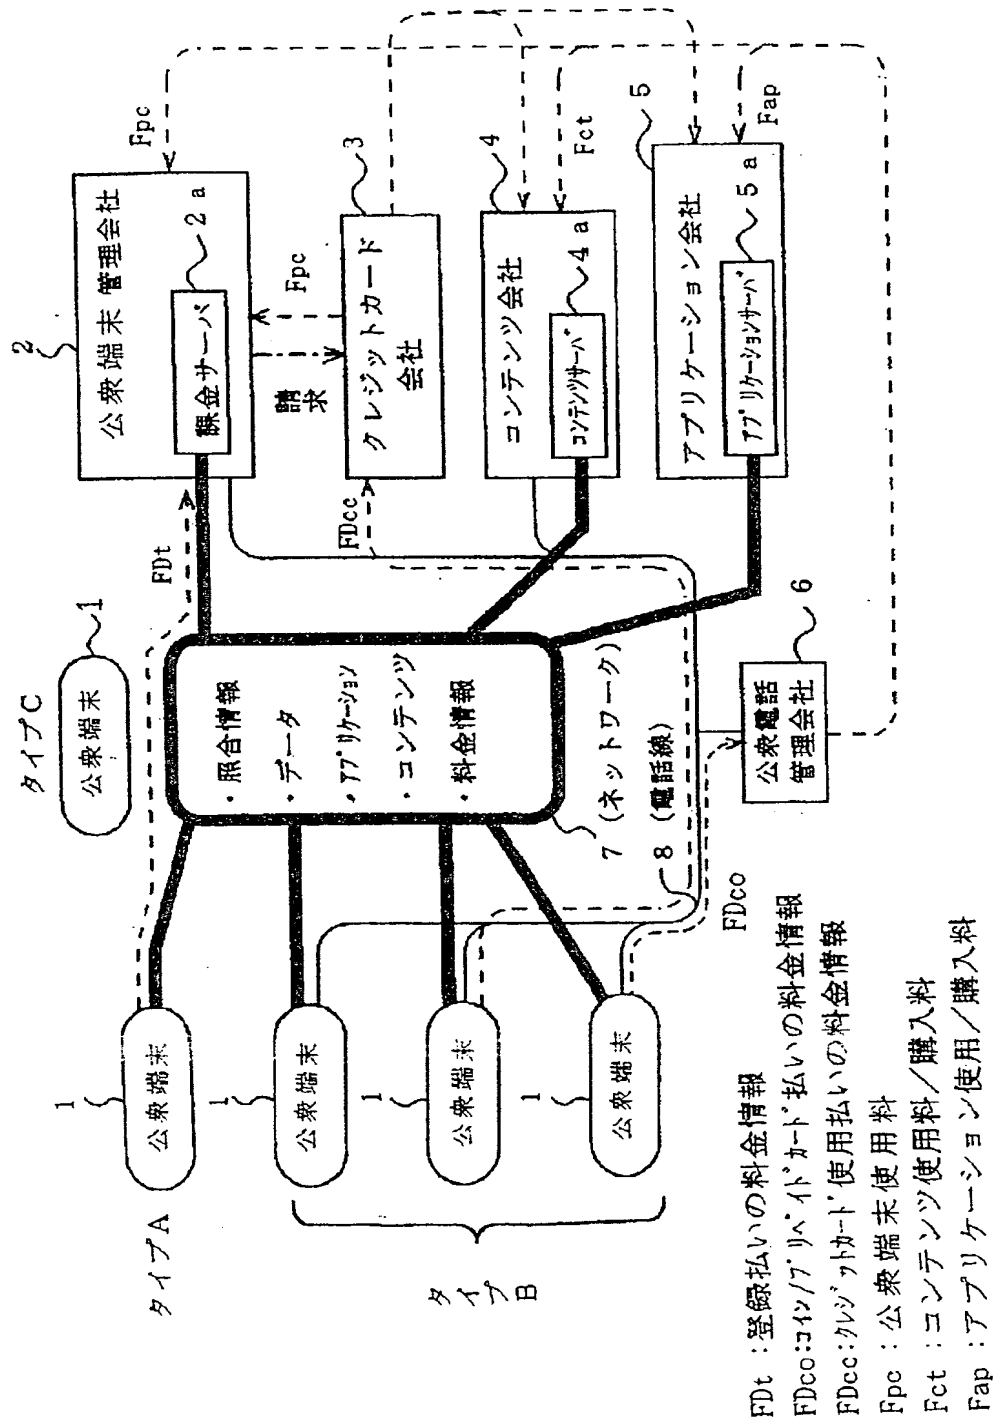 タイプC
公衆端末
1
2
公衆端末管理会社
課金サーバ
2a
Fpc
FDt
請求
Fpc
3
クレジットカード
会社
FDcc
4
コンテンツ会社
コンテンツサーバ
4a
Fct
5
アプリケーション会社
アプリケーションサーバ
5a
Fap
・照合情報
・データ
・アプリケーション
・コンテンツ
・料金情報
7(ネットワーク)
8(電話線)
6
公衆電話
管理会社
FDco
タイプA
1
公衆端末
タイプB
1
公衆端末
1
公衆端末
1
公衆端末
FDt :登録払いの料金情報
FDco:コイン/プリペイドカード払いの料金情報
FDcc:クレジットカード使用払いの料金情報
Fpc :公衆端末使用料
Fct :コンテンツ使用料/購入料
Fap :アプリケーション使用/購入料